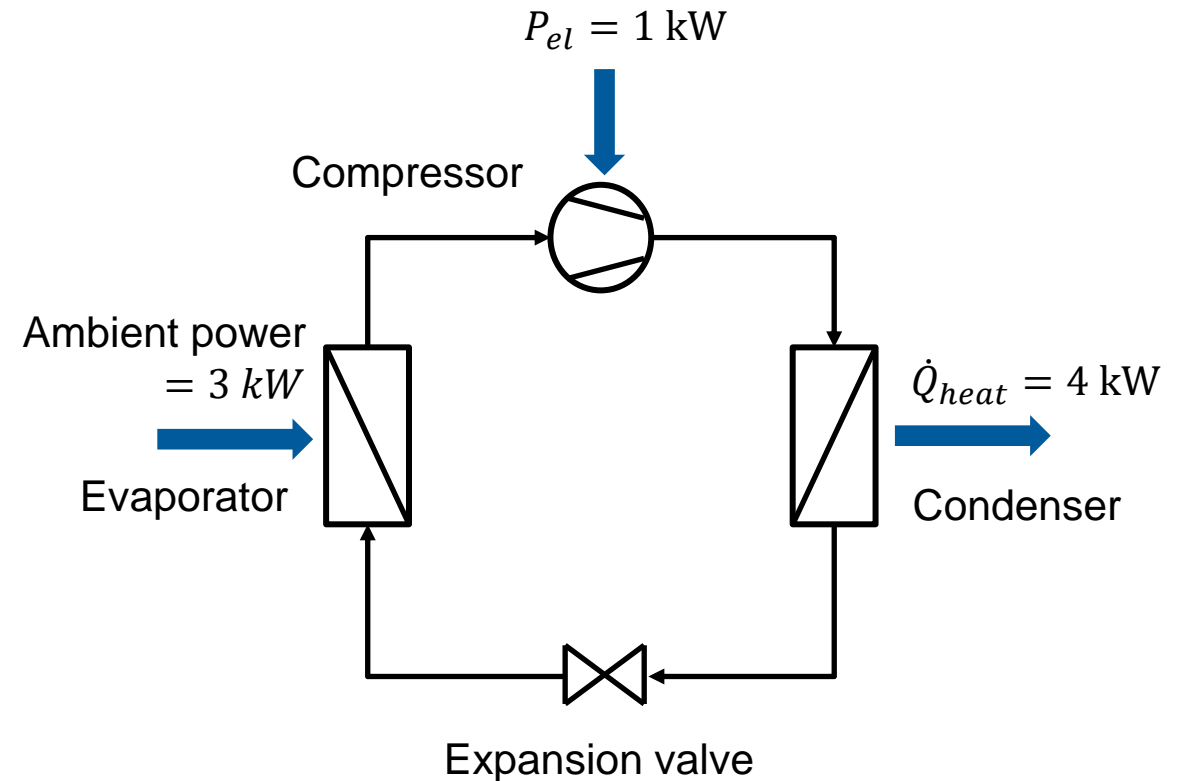 P_el = 1 kW
Compressor
Ambient power
= 3 kW
Q̇_heat = 4 kW
Evaporator
Condenser
Expansion valve